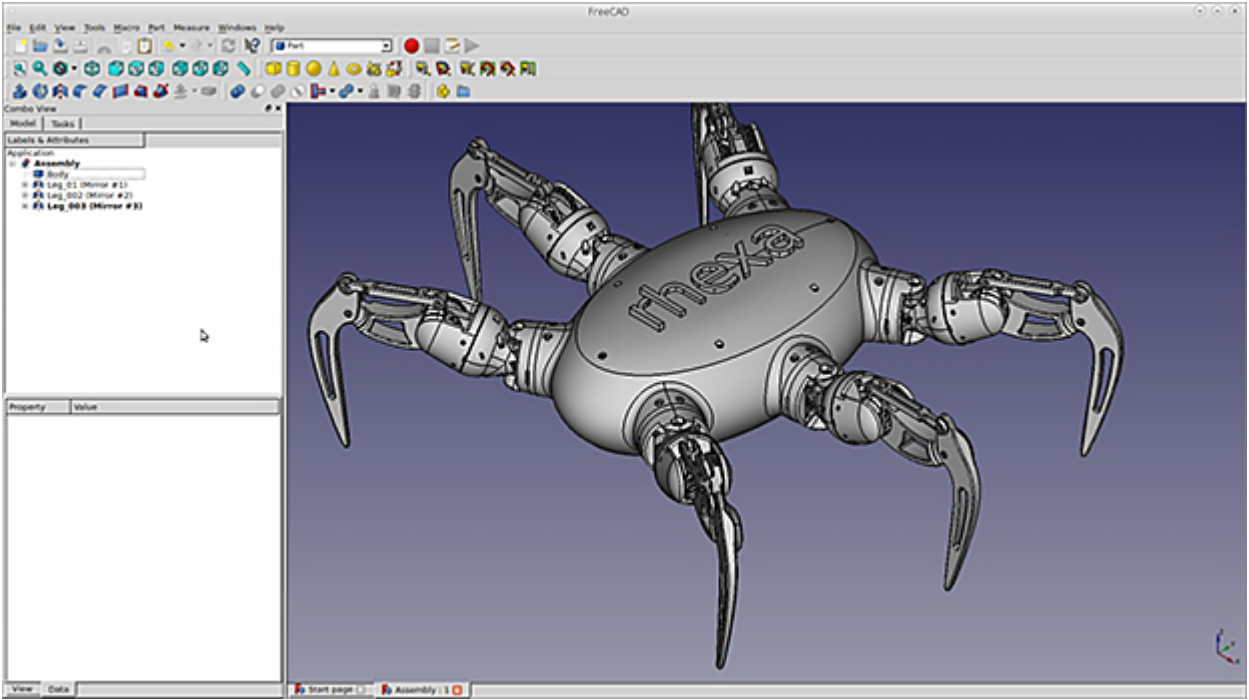 FreeCAD
File Edit View Tools Macro Part Measure Windows Help
Part
Combo View
Model Tasks
Labels & Attributes
Application
Assembly
Body
Leg_01 (Mirror #1)
Leg_002 (Mirror #2)
Leg_003 (Mirror #3)
rhexa
Property Value
View Data
Start page Assembly : 1
Z
Y
X